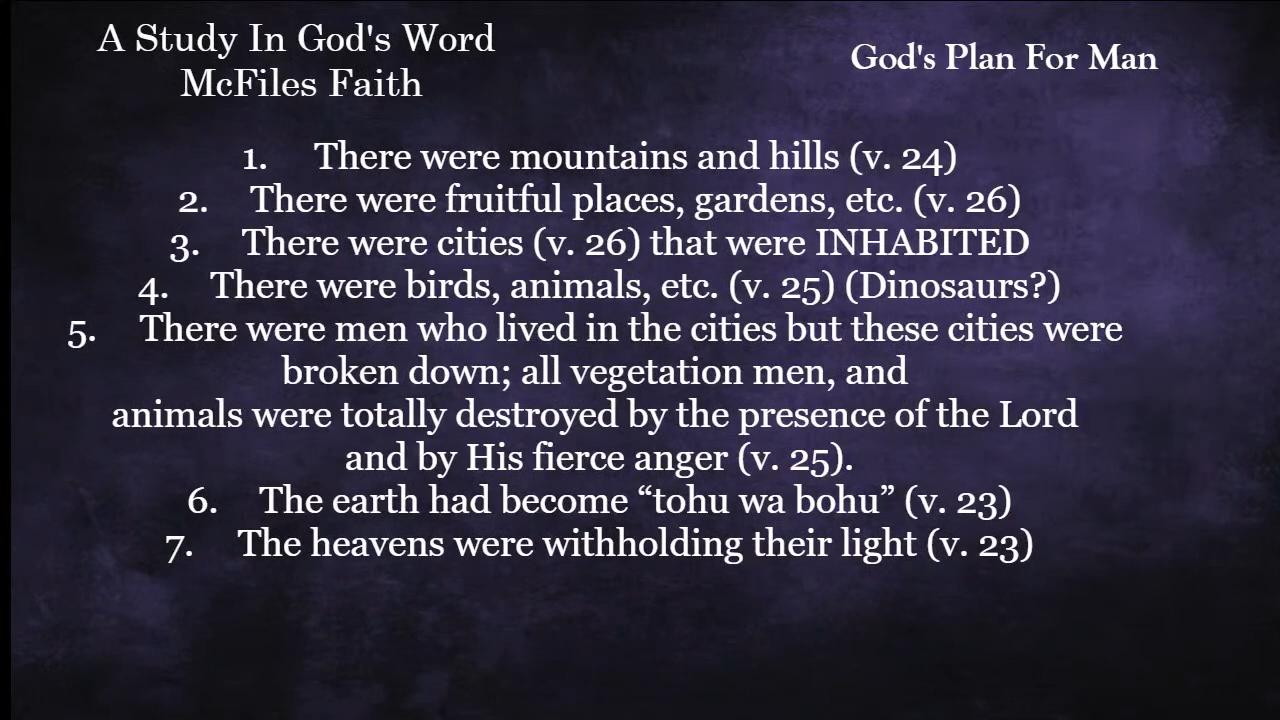 A Study In God's Word
McFiles Faith
God's Plan For Man
1. There were mountains and hills (v. 24)
2. There were fruitful places, gardens, etc. (v. 26)
3. There were cities (v. 26) that were INHABITED
4. There were birds, animals, etc. (v. 25) (Dinosaurs?)
5. There were men who lived in the cities but these cities were
broken down; all vegetation men, and
animals were totally destroyed by the presence of the Lord
and by His fierce anger (v. 25).
6. The earth had become “tohu wa bohu” (v. 23)
7. The heavens were withholding their light (v. 23)